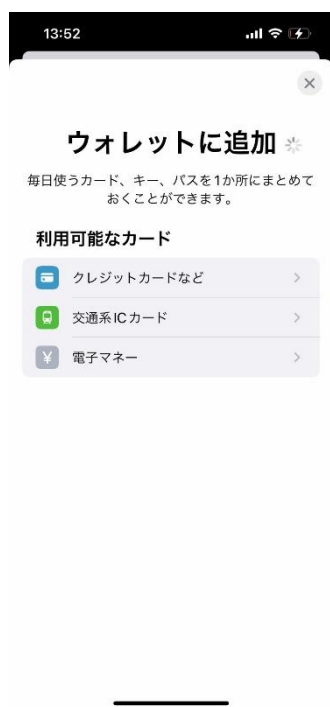 13:52
ウォレットに追加
毎日使うカード、キー、パスを1か所にまとめて
おくことができます。
利用可能なカード
クレジットカードなど
交通系ICカード
¥ 電子マネー